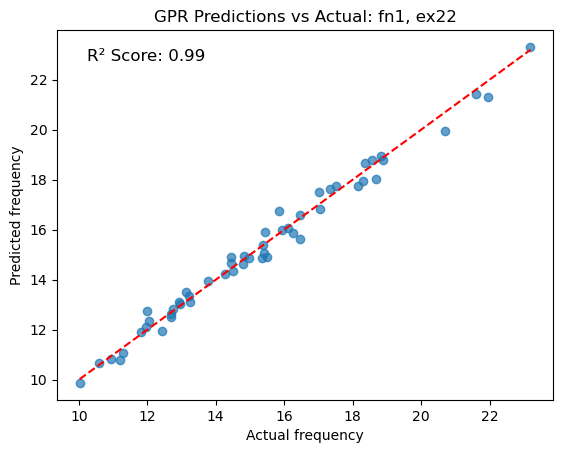 GPR Predictions vs Actual: fn1, ex22
R² Score: 0.99
Predicted frequency
22
20
18
16
14
12
10
10 12 14 16 18 20 22
Actual frequency